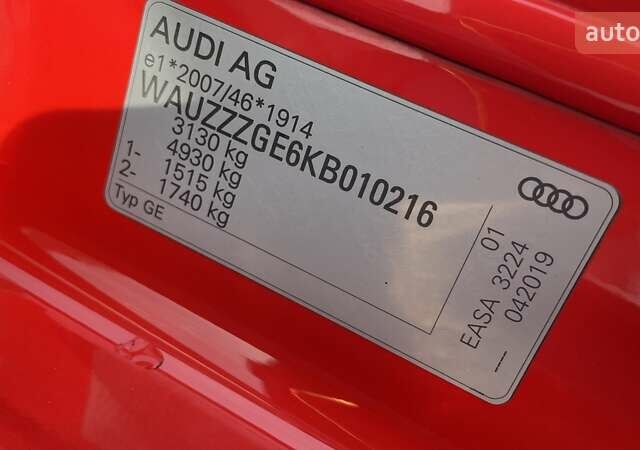 AUDI AG
e1*2007/46*1914
WAUZZZGE6KB010216
3130 kg
4930 kg
1- 1515 kg
2- 1740 kg
Typ GE
01
EASA 3224
042019
auto